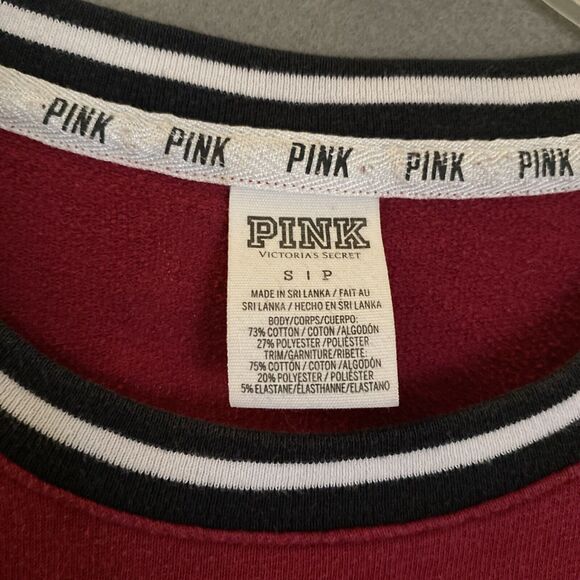 PINK PINK PINK PINK PINK
PINK
VICTORIA'S SECRET
S | P
MADE IN SRI LANKA / FAIT AU
SRI LANKA / HECHO EN SRI LANKA
BODY/CORPS/CUERPO:
73% COTTON / COTON / ALGODÓN
27% POLYESTER / POLIÉSTER
TRIM/GARNITURE/RIBETE:
75% COTTON / COTON / ALGODÓN
20% POLYESTER / POLIÉSTER
5% ELASTANE/ÉLASTHANNE/ELASTANO